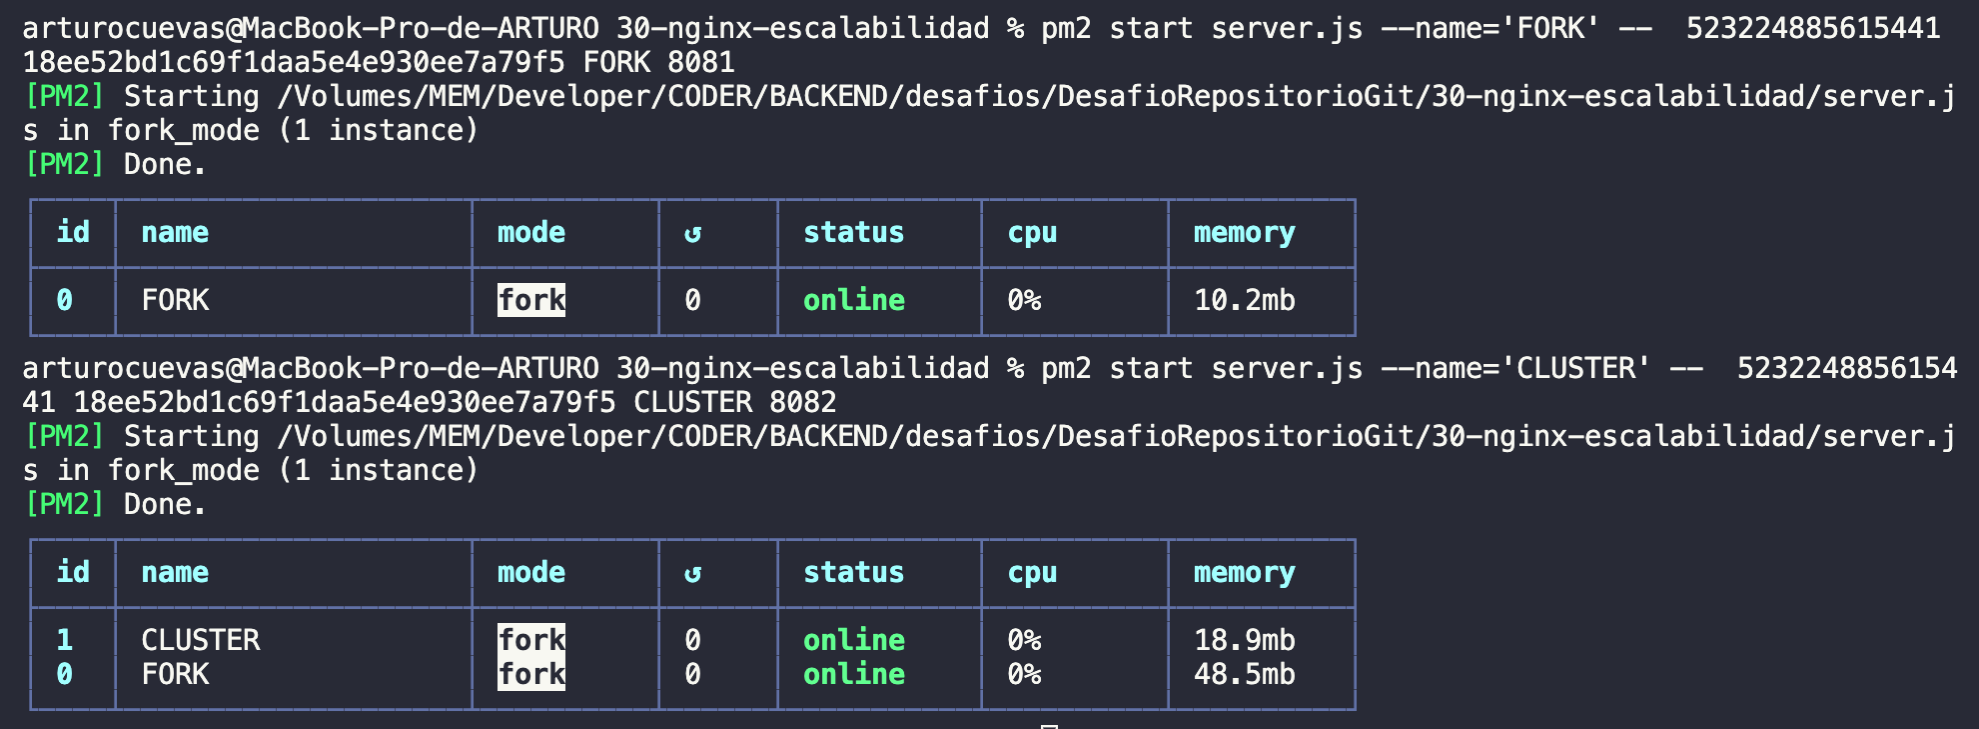 arturocuevas@MacBook-Pro-de-ARTURO 30-nginx-escalabilidad % pm2 start server.js --name='FORK' --  523224885615441
18ee52bd1c69f1daa5e4e930ee7a79f5 FORK 8081
[PM2] Starting /Volumes/MEM/Developer/CODER/BACKEND/desafios/DesafioRepositorioGit/30-nginx-escalabilidad/server.j
s in fork_mode (1 instance)
[PM2] Done.
id name mode ↺ status cpu memory
0 FORK fork 0 online 0% 10.2mb
arturocuevas@MacBook-Pro-de-ARTURO 30-nginx-escalabilidad % pm2 start server.js --name='CLUSTER' --  5232248856154
41 18ee52bd1c69f1daa5e4e930ee7a79f5 CLUSTER 8082
[PM2] Starting /Volumes/MEM/Developer/CODER/BACKEND/desafios/DesafioRepositorioGit/30-nginx-escalabilidad/server.j
s in fork_mode (1 instance)
[PM2] Done.
id name mode ↺ status cpu memory
1 CLUSTER fork 0 online 0% 18.9mb
0 FORK fork 0 online 0% 48.5mb